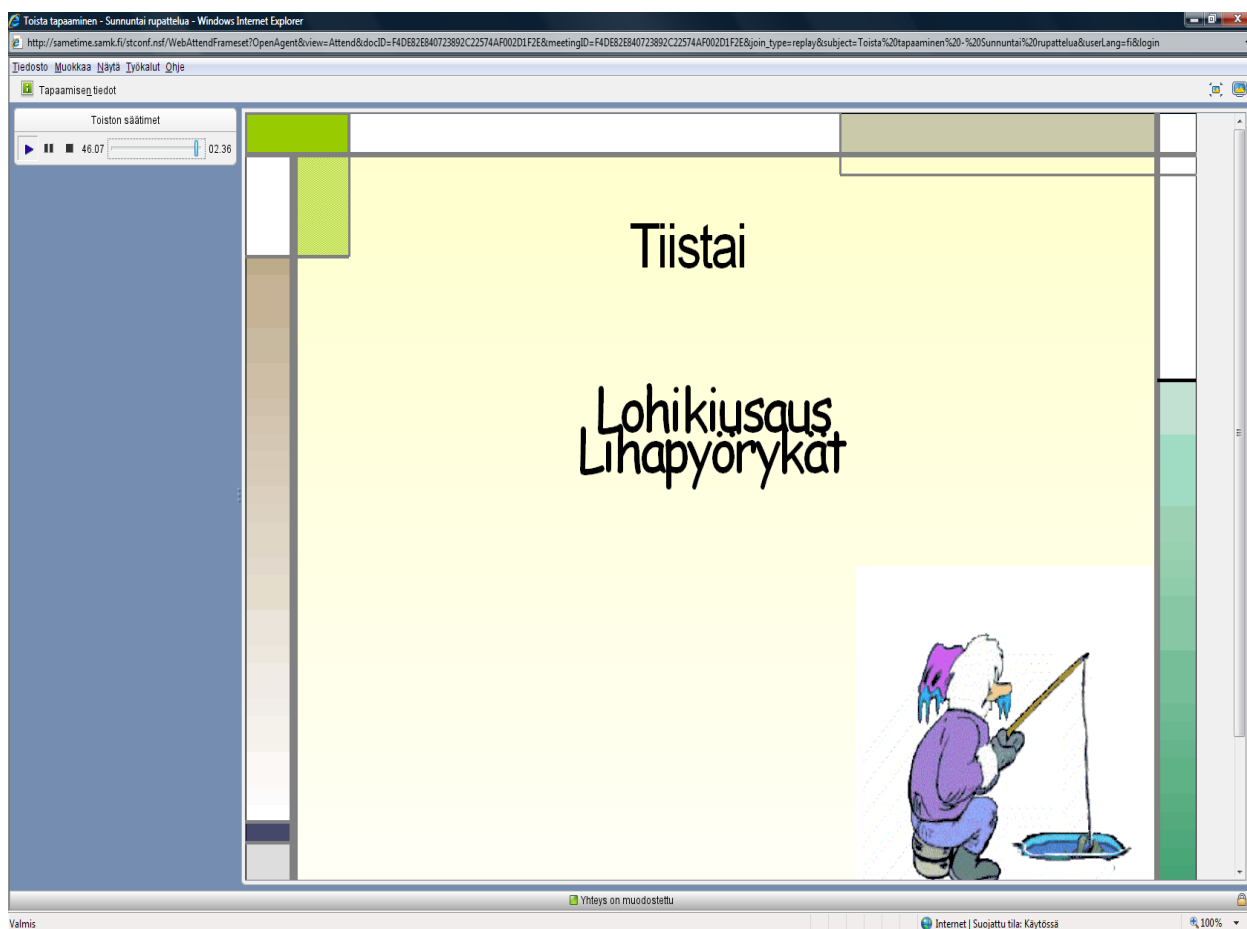 Toista tapaaminen - Sunnuntai rupattelua - Windows Internet Explorer
http://sametime.samk.fi/stconf.nsf/WebAttendFrameset?OpenAgent&view=Attend&docID=F4DE82E840723892C22574AF002D1F2E&meetingID=F4DE82E840723892C22574AF002D1F2E&join_type=replay&subject=Toista%20tapaaminen%20-%20Sunnuntai%20rupattelua&userLang=fi&login
Tiedosto Muokkaa Näytä Työkalut Ohje
Tapaamisen tiedot
Toiston säätimet
46.07 02.36
Tiistai
Lohikiusaus
Lihapyörykät
Yhteys on muodostettu
Valmis Internet | Suojattu tila: Käytössä 100%